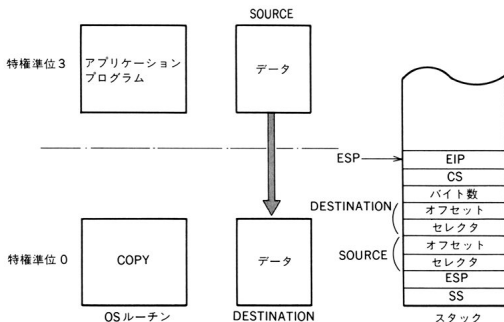 SOURCE
特権準位3
アプリケーション
プログラム
データ
ESP
EIP
CS
バイト数
DESTINATION
オフセット
セレクタ
SOURCE
オフセット
セレクタ
ESP
SS
スタック
特権準位0
COPY
データ
OSルーチン
DESTINATION